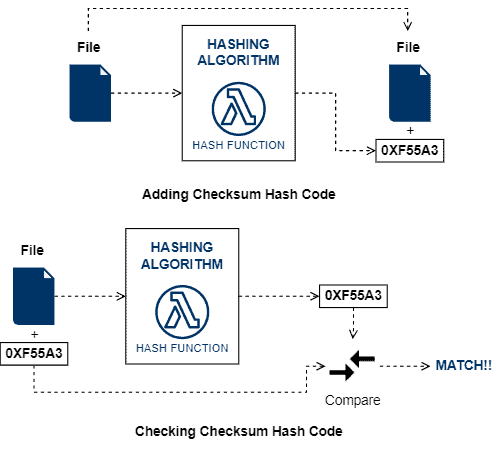 File
HASHING
ALGORITHM
HASH FUNCTION
File
+
0XF55A3
Adding Checksum Hash Code
File
+
0XF55A3
HASHING
ALGORITHM
HASH FUNCTION
0XF55A3
Compare
MATCH!!
Checking Checksum Hash Code